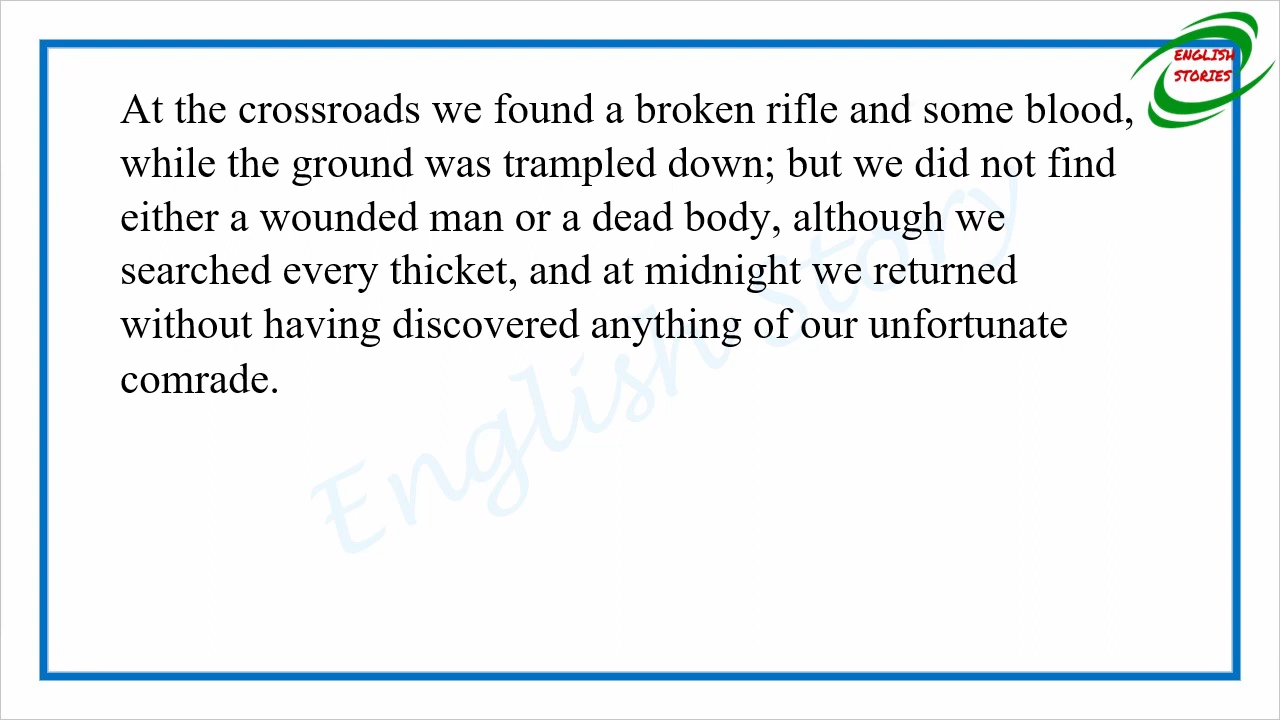 ENGLISH
STORIES
At the crossroads we found a broken rifle and some blood,
while the ground was trampled down; but we did not find
either a wounded man or a dead body, although we
searched every thicket, and at midnight we returned
without having discovered anything of our unfortunate
comrade.
English Story